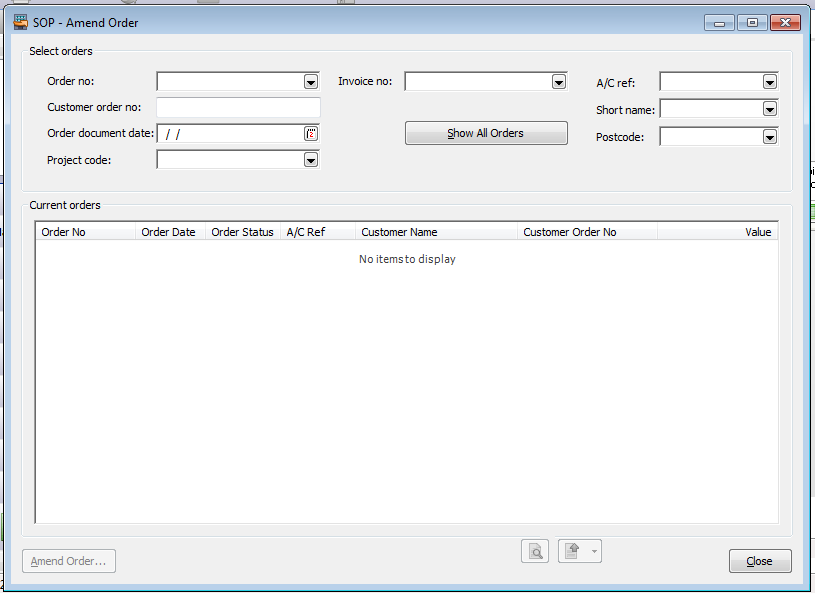 SOP - Amend Order
Select orders
Order no:
Invoice no:
A/C ref:
Customer order no:
Short name:
Order document date: / /
Show All Orders
Postcode:
Project code:
Current orders
Order No Order Date Order Status A/C Ref Customer Name Customer Order No Value
No items to display
Amend Order...
Close